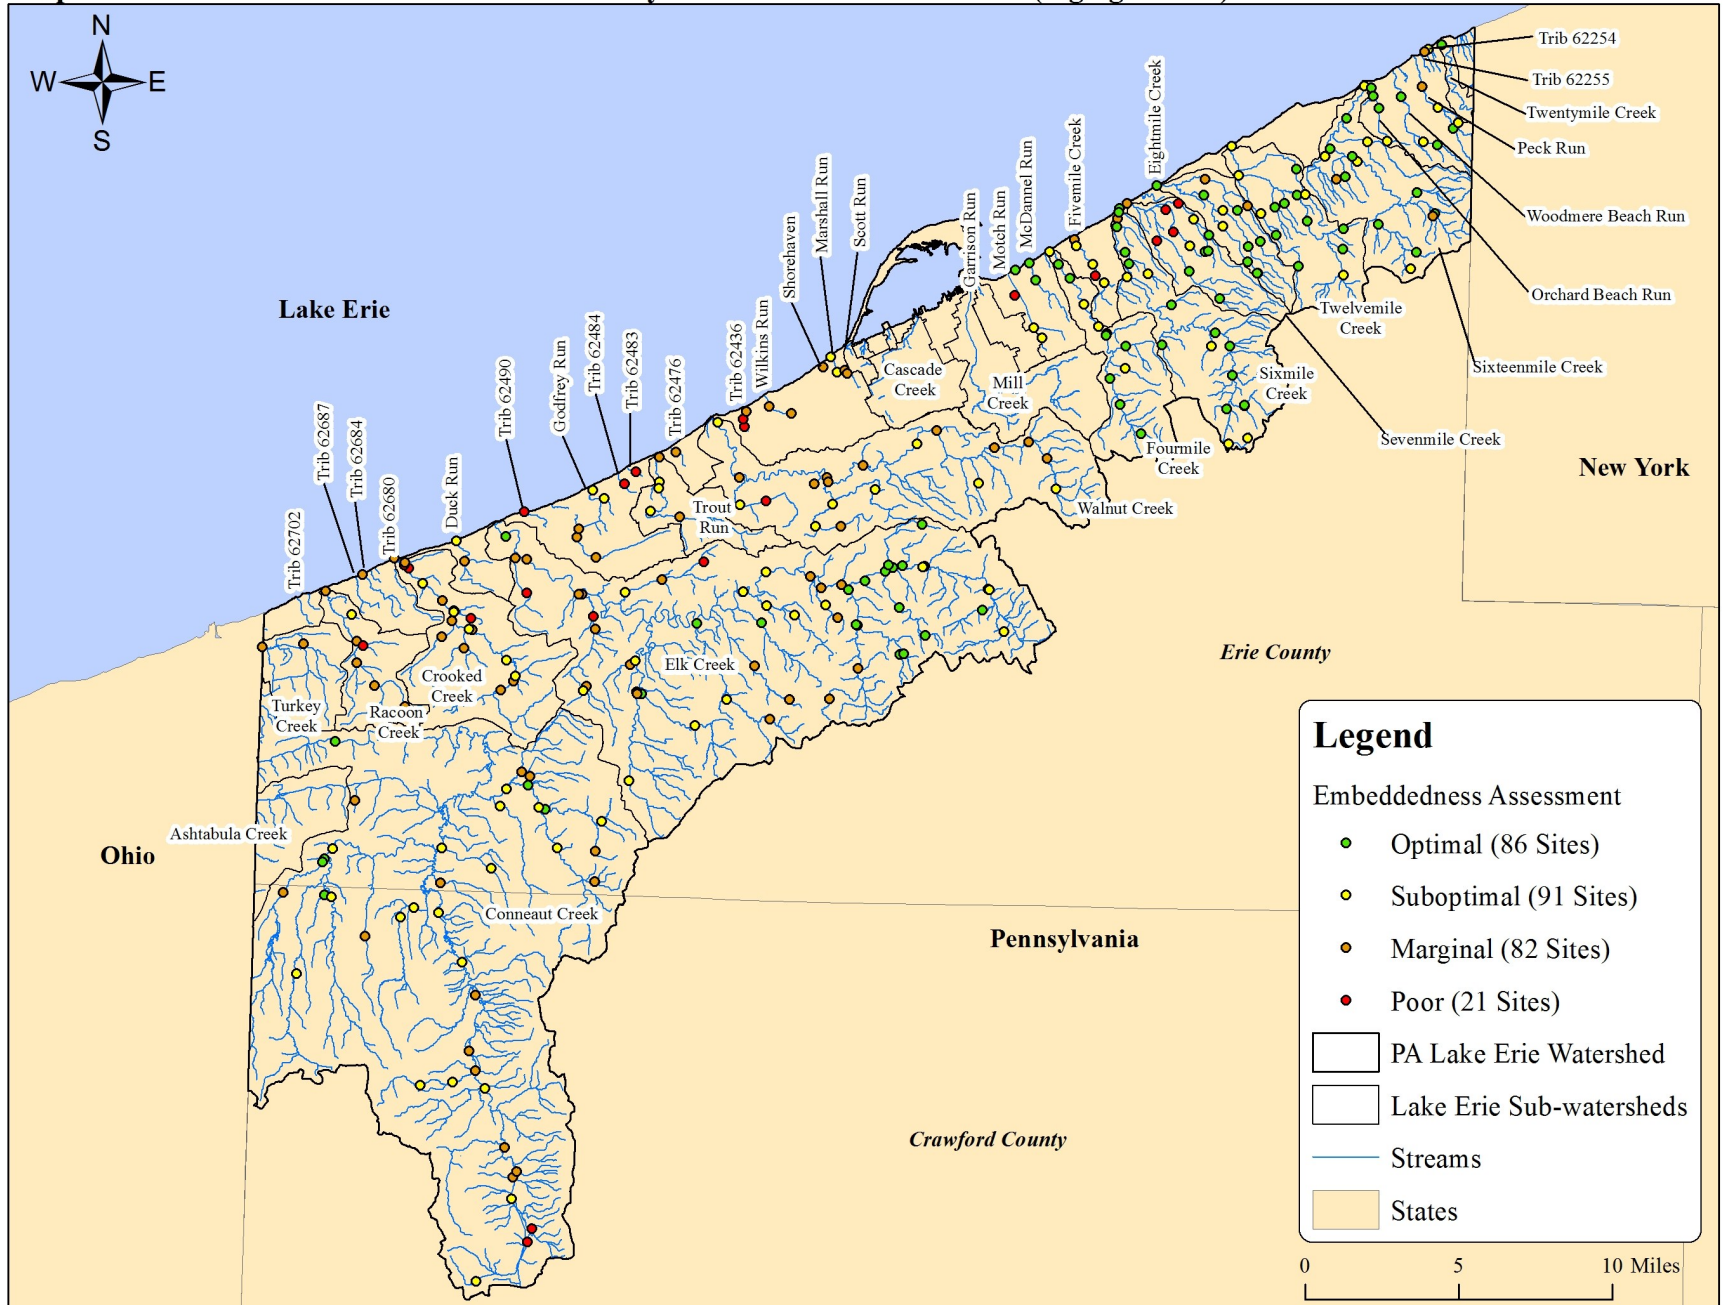 N
W
E
S
Trib 62254
Trib 62255
Twentymile Creek
Peck Run
Woodmere Beach Run
Orchard Beach Run
Sixteenmile Creek
Sevenmile Creek
Twelvemile
Creek
Eightmile Creek
Fivemile Creek
McDannel Run
Motch Run
Garrison Run
Scott Run
Marshall Run
Shorehaven
Wilkins Run
Trib 62436
Trib 62476
Trib 62483
Trib 62484
Godfrey Run
Trib 62490
Duck Run
Trib 62680
Trib 62684
Trib 62687
Trib 62702
Lake Erie
Cascade
Creek
Mill
Creek
Sixmile
Creek
Fourmile
Creek
Walnut Creek
Trout
Run
Elk Creek
Crooked
Creek
Racoon
Creek
Turkey
Creek
Ashtabula Creek
Conneaut Creek
Ohio
New York
Erie County
Pennsylvania
Crawford County
Legend
Embeddedness Assessment
Optimal (86 Sites)
Suboptimal (91 Sites)
Marginal (82 Sites)
Poor (21 Sites)
PA Lake Erie Watershed
Lake Erie Sub-watersheds
Streams
States
0 5 10 Miles